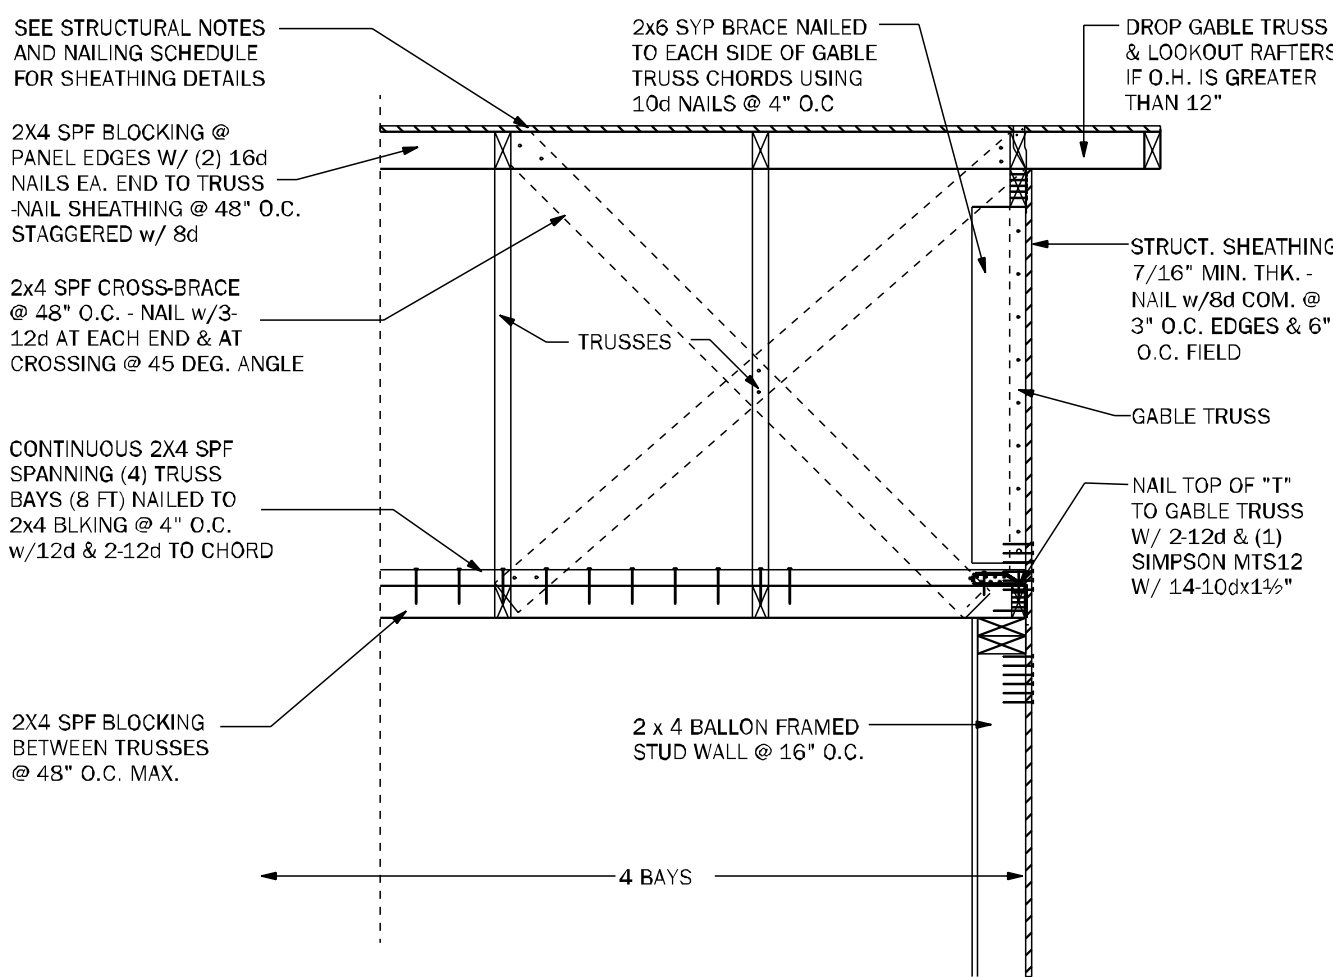 SEE STRUCTURAL NOTES
AND NAILING SCHEDULE
FOR SHEATHING DETAILS
2X4 SPF BLOCKING @
PANEL EDGES W/ (2) 16d
NAILS EA. END TO TRUSS
-NAIL SHEATHING @ 48" O.C.
STAGGERED w/ 8d
2x4 SPF CROSS-BRACE
@ 48" O.C. - NAIL w/3-
12d AT EACH END & AT
CROSSING @ 45 DEG. ANGLE
CONTINUOUS 2X4 SPF
SPANNING (4) TRUSS
BAYS (8 FT) NAILED TO
2x4 BLKING @ 4" O.C.
w/12d & 2-12d TO CHORD
2X4 SPF BLOCKING
BETWEEN TRUSSES
@ 48" O.C. MAX.
2x6 SYP BRACE NAILED
TO EACH SIDE OF GABLE
TRUSS CHORDS USING
10d NAILS @ 4" O.C
TRUSSES
2 x 4 BALLON FRAMED
STUD WALL @ 16" O.C.
4 BAYS
DROP GABLE TRUSS
& LOOKOUT RAFTERS
IF O.H. IS GREATER
THAN 12"
STRUCT. SHEATHING
7/16" MIN. THK. -
NAIL w/8d COM. @
3" O.C. EDGES & 6"
O.C. FIELD
GABLE TRUSS
NAIL TOP OF "T"
TO GABLE TRUSS
W/ 2-12d & (1)
SIMPSON MTS12
W/ 14-10dx1½"